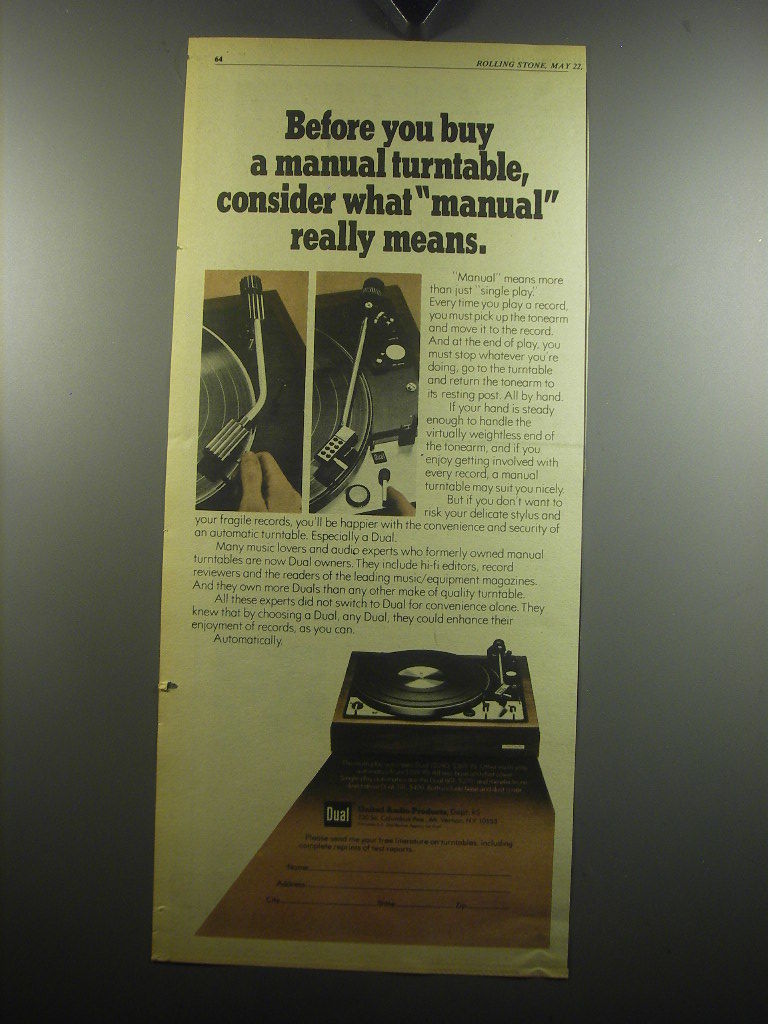 64
ROLLING STONE, MAY 22,
Before you buy
a manual turntable,
consider what "manual"
really means.
"Manual" means more
than just "single play."
Every time you play a record,
you must pick up the tonearm
and move it to the record.
And at the end of play, you
must stop whatever you're
doing, go to the turntable
and return the tonearm to
its resting post. All by hand.
If your hand is steady
enough to handle the
virtually weightless end of
the tonearm, and if you
enjoy getting involved with
every record, a manual
turntable may suit you nicely.
But if you don't want to
risk your delicate stylus and
your fragile records, you'll be happier with the convenience and security of
an automatic turntable. Especially a Dual.
Many music lovers and audio experts who formerly owned manual
turntables are now Dual owners. They include hi-fi editors, record
reviewers and the readers of the leading music/equipment magazines.
And they own more Duals than any other make of quality turntable.
All these experts did not switch to Dual for convenience alone. They
knew that by choosing a Dual, any Dual, they could enhance their
enjoyment of records, as you can.
Automatically.
Dual
Dual
United Audio Products, Dept. RS
120 So. Columbus Ave., Mt. Vernon, N.Y. 10553
Please send me your free literature on turntables, including
complete reprints of test reports.
Name
Address
City State Zip